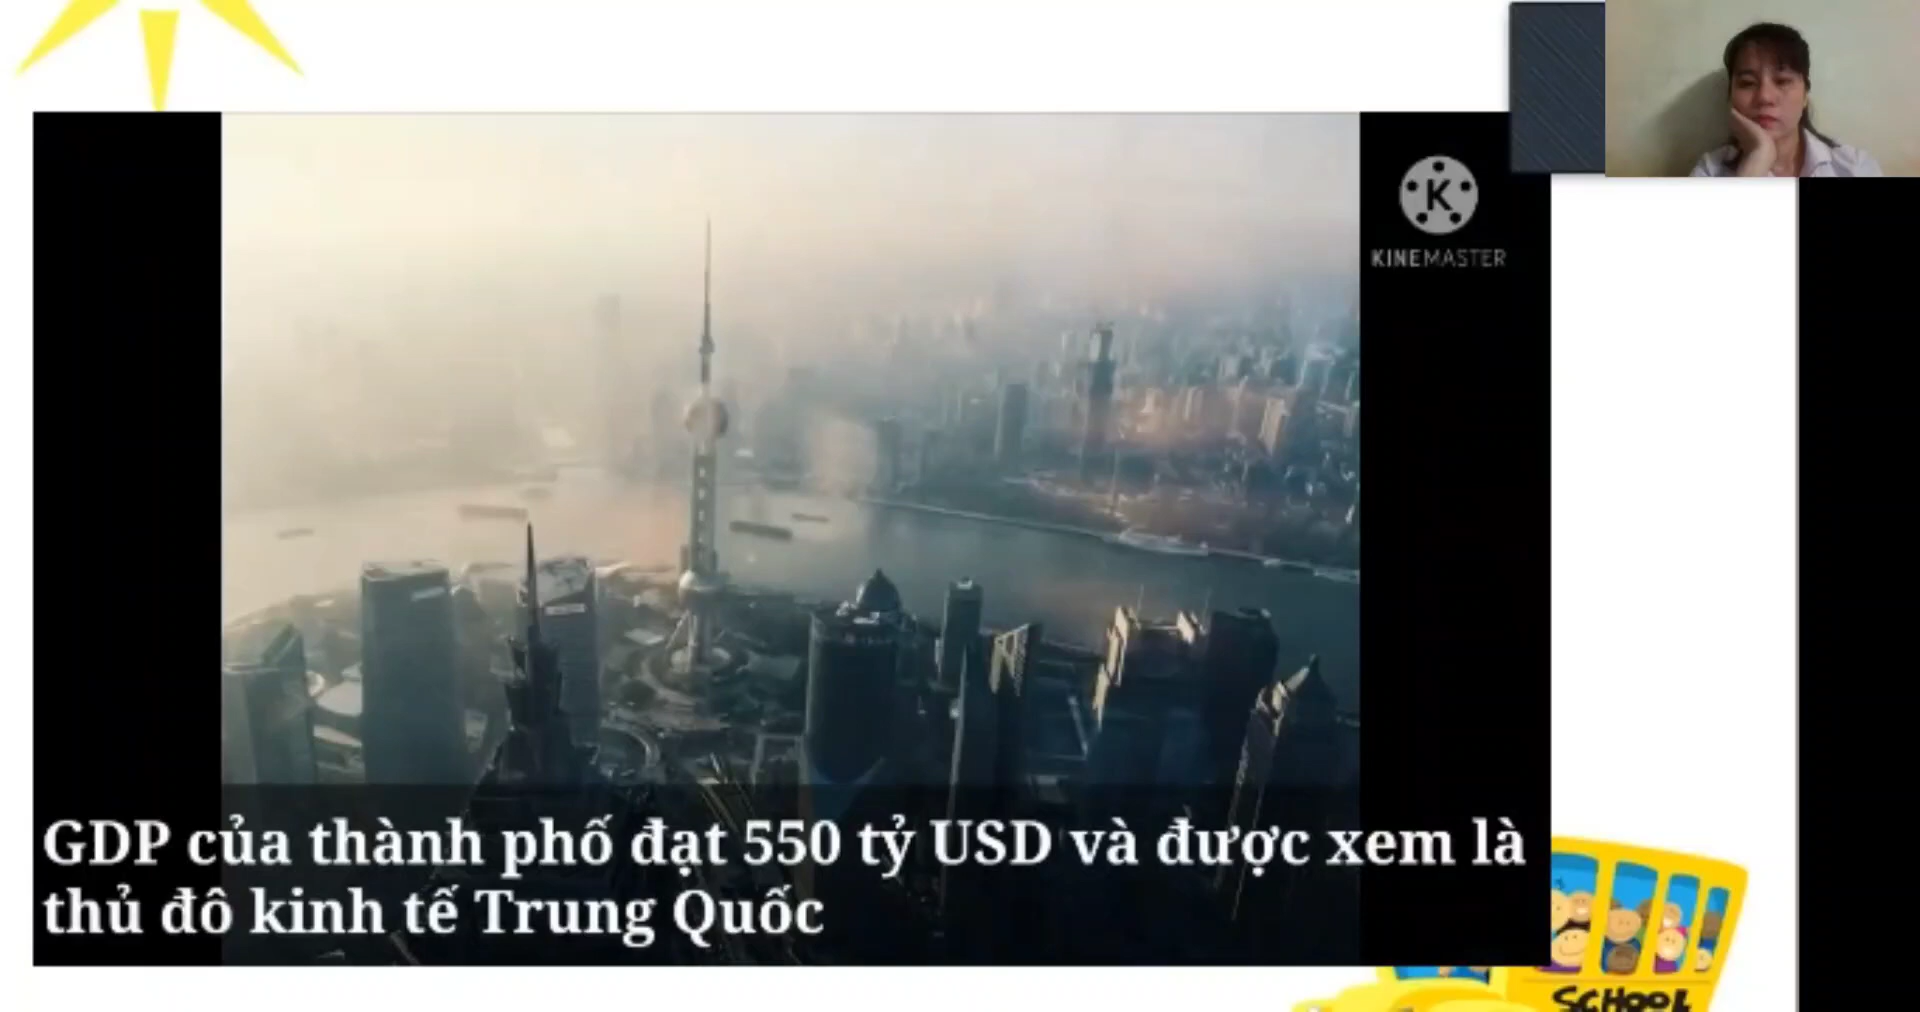 K
KINEMASTER
GDP của thành phố đạt 550 tỷ USD và được xem là
thủ đô kinh tế Trung Quốc
SCHOOL